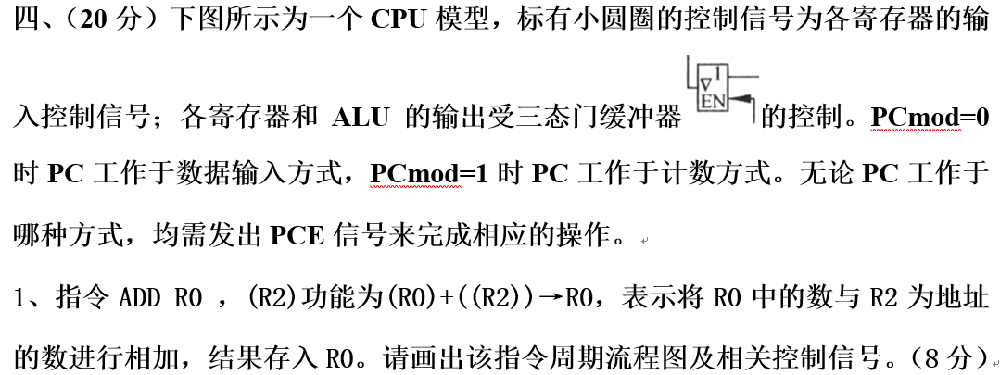 四、（20 分）下图所示为一个 CPU 模型，标有小圆圈的控制信号为各寄存器的输
1
▽
EN
入控制信号；各寄存器和 ALU 的输出受三态门缓冲器的控制。PCmod=0
时 PC 工作于数据输入方式，PCmod=1 时 PC 工作于计数方式。无论 PC 工作于
哪种方式，均需发出 PCE 信号来完成相应的操作。
1、指令 ADD R0 ，(R2)功能为(R0)+((R2))→R0，表示将 R0 中的数与 R2 为地址
的数进行相加，结果存入 R0。请画出该指令周期流程图及相关控制信号。（8 分）